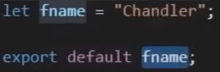 let fname = "Chandler";
export default fname;